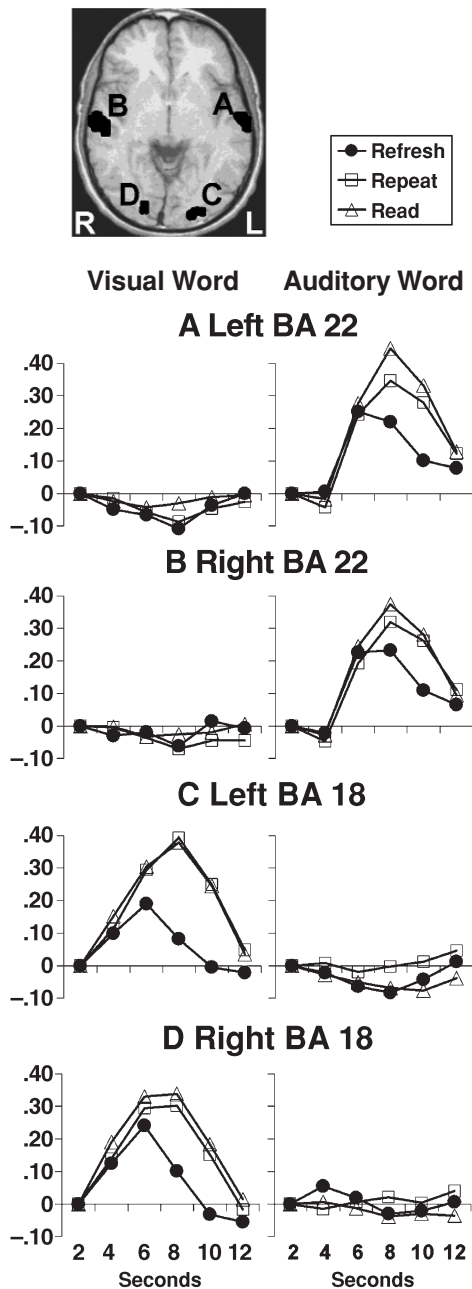 B
A
D
C
R
L
Refresh
Repeat
Read
Visual Word Auditory Word
A Left BA 22
.40
.30
.20
.10
0
–.10
B Right BA 22
.40
.30
.20
.10
0
–.10
C Left BA 18
.40
.30
.20
.10
0
–.10
D Right BA 18
.40
.30
.20
.10
0
–.10
2 4 6 8 10 12 2 4 6 8 10 12
Seconds Seconds